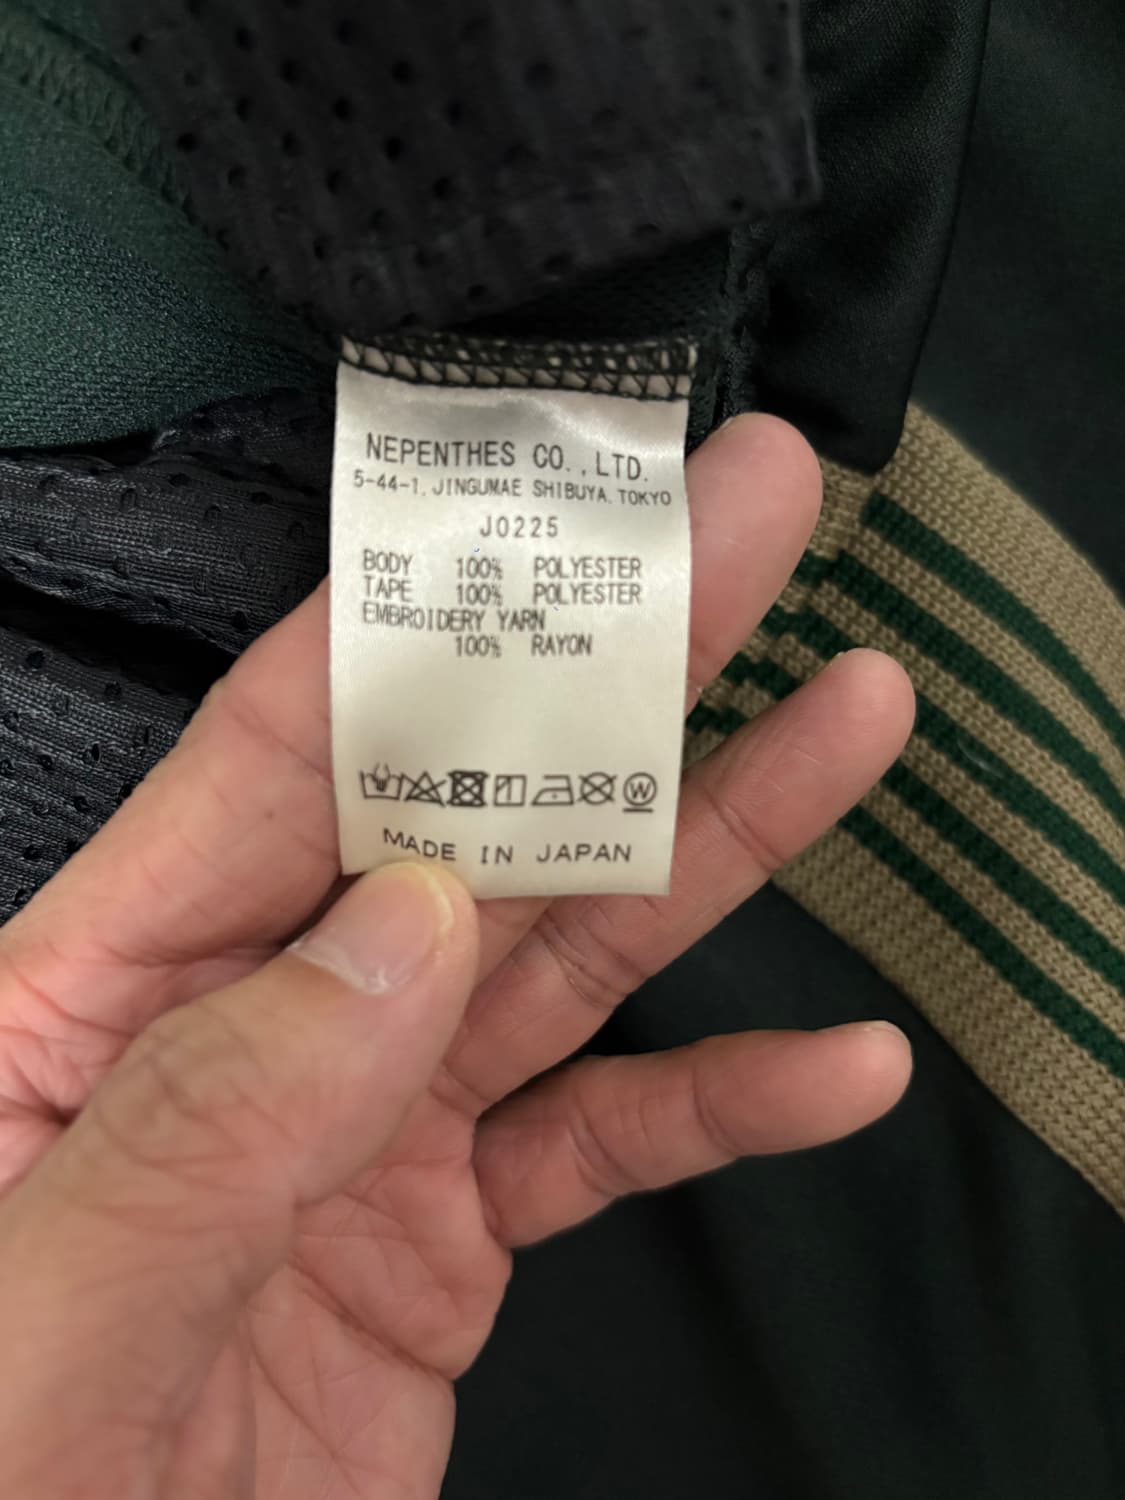 NEPENTHES CO.,LTD.
5-44-1, JINGUMAE SHIBUYA, TOKYO
J0225
BODY 100% POLYESTER
TAPE 100% POLYESTER
EMBROIDERY YARN
100% RAYON
W
MADE IN JAPAN